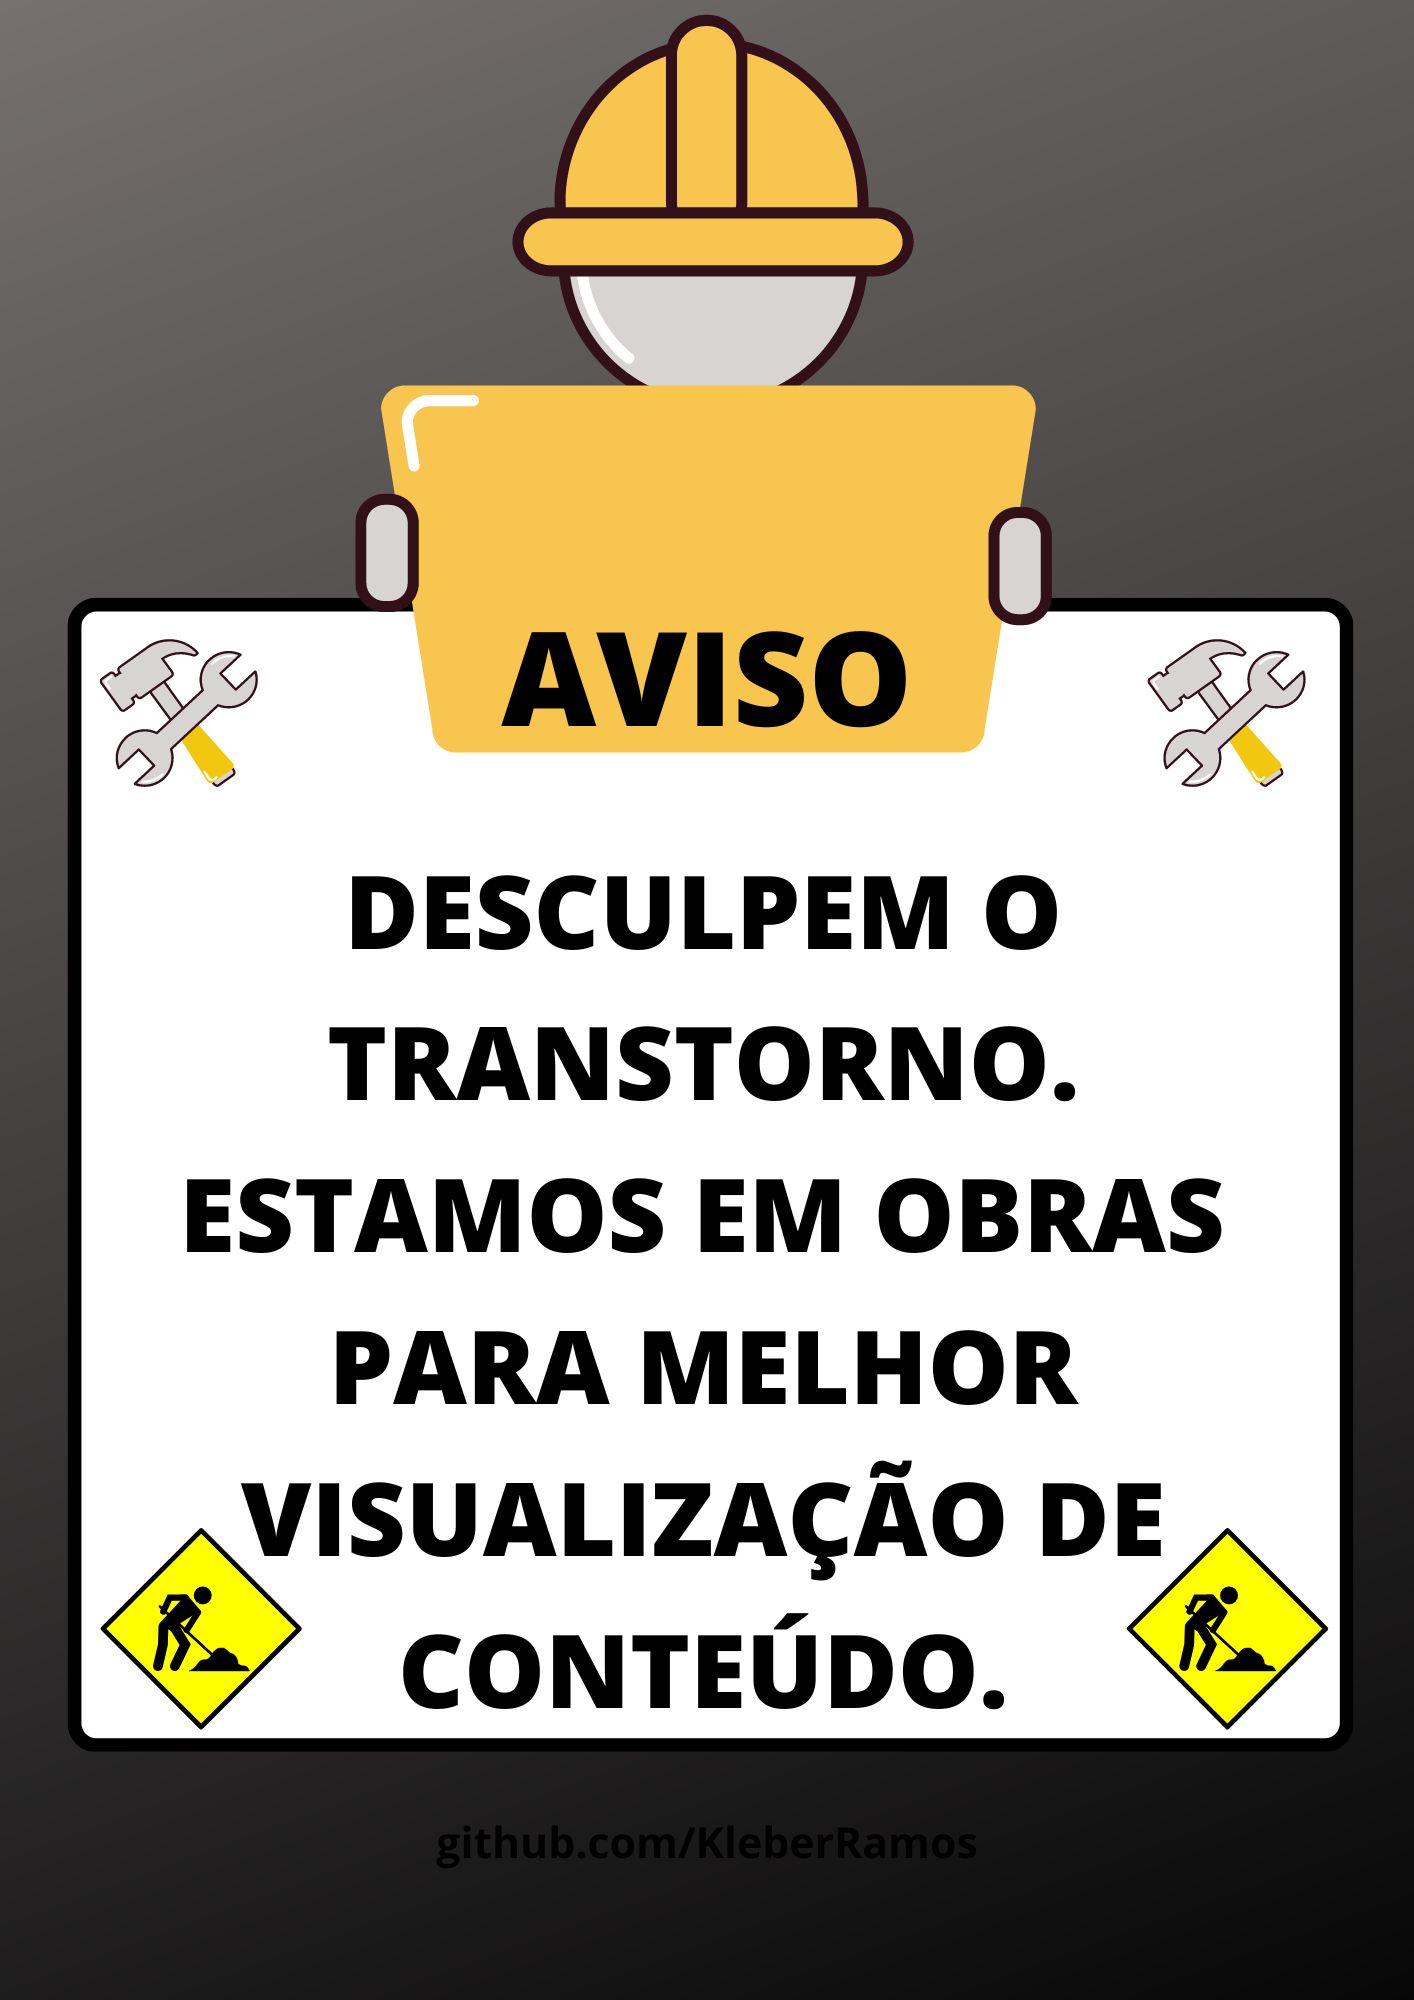 AVISO
DESCULPEM O
TRANSTORNO.
ESTAMOS EM OBRAS
PARA MELHOR
VISUALIZAÇÃO DE
CONTEÚDO.
github.com/KleberRamos